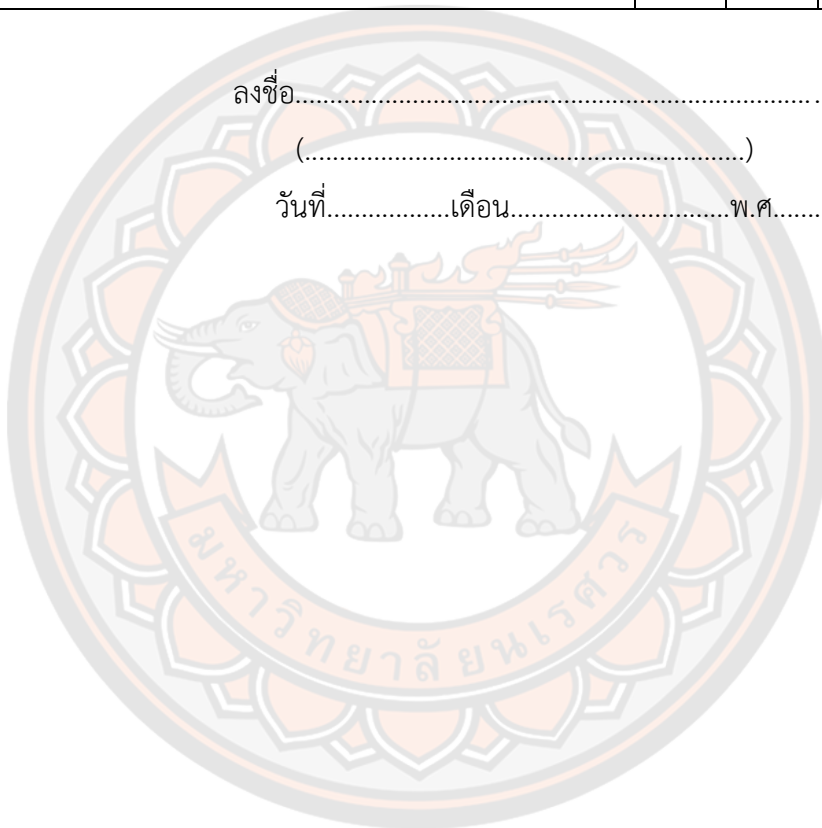 ลงชื่อ...........................................................................
(................................................................)
วันที่..................เดือน................................พ.ศ.......
มหาวิทยาลัยนเรศวร